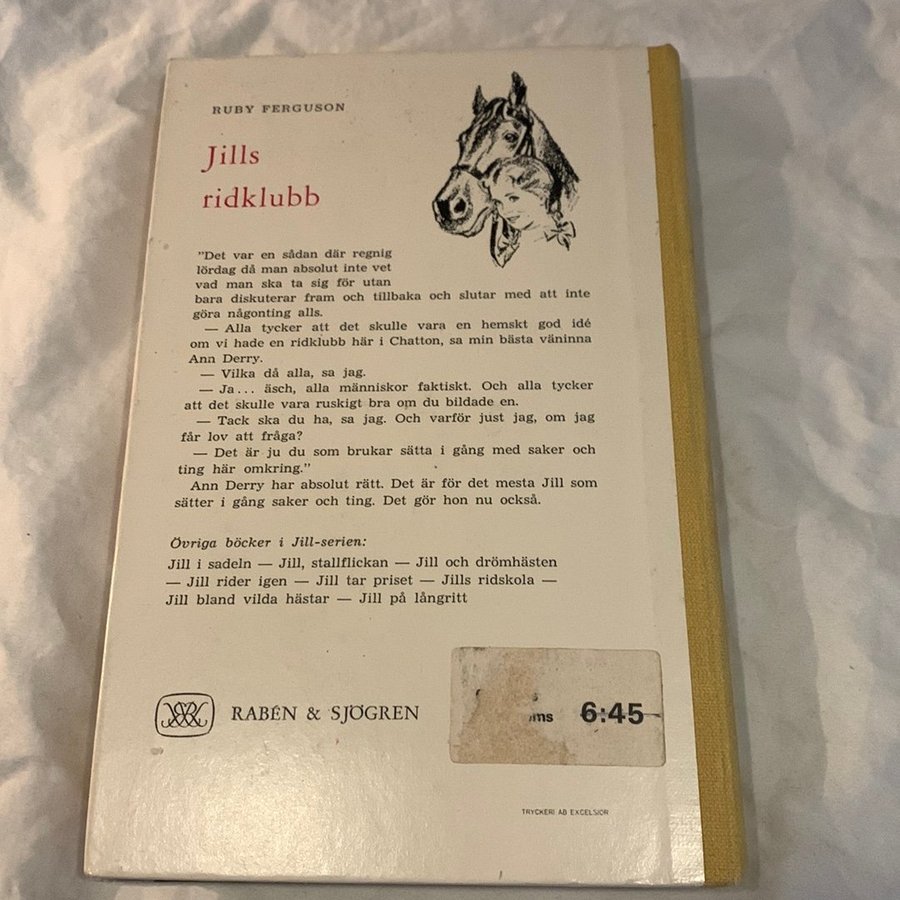 RUBY FERGUSON
Jills
ridklubb
”Det var en sådan där regnig
lördag då man absolut inte vet
vad man ska ta sig för utan
bara diskuterar fram och tillbaka och slutar med att inte
göra någonting alls.
— Alla tycker att det skulle vara en hemskt god idé
om vi hade en ridklubb här i Chatton, sa min bästa väninna
Ann Derry.
— Vilka då alla, sa jag.
— Ja... äsch, alla människor faktiskt. Och alla tycker
att det skulle vara ruskigt bra om du bildade en.
— Tack ska du ha, sa jag. Och varför just jag, om jag
får lov att fråga?
— Det är ju du som brukar sätta i gång med saker och
ting här omkring.”
Ann Derry har absolut rätt. Det är för det mesta Jill som
sätter i gång saker och ting. Det gör hon nu också.
Övriga böcker i Jill-serien:
Jill i sadeln — Jill, stallflickan — Jill och drömhästen
— Jill rider igen — Jill tar priset — Jills ridskola —
Jill bland vilda hästar — Jill på långritt
RABÉN & SJÖGREN
6:45
TRYCKERI AB EXCELSIOR